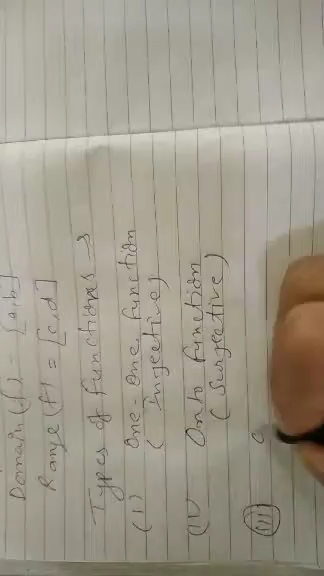 Domain (f) = [a,b]
Range (f) = [c,d]
Types of functions →
(i) one-one function
( Injective)
(ii) Onto function
( Surjective )
(iii)